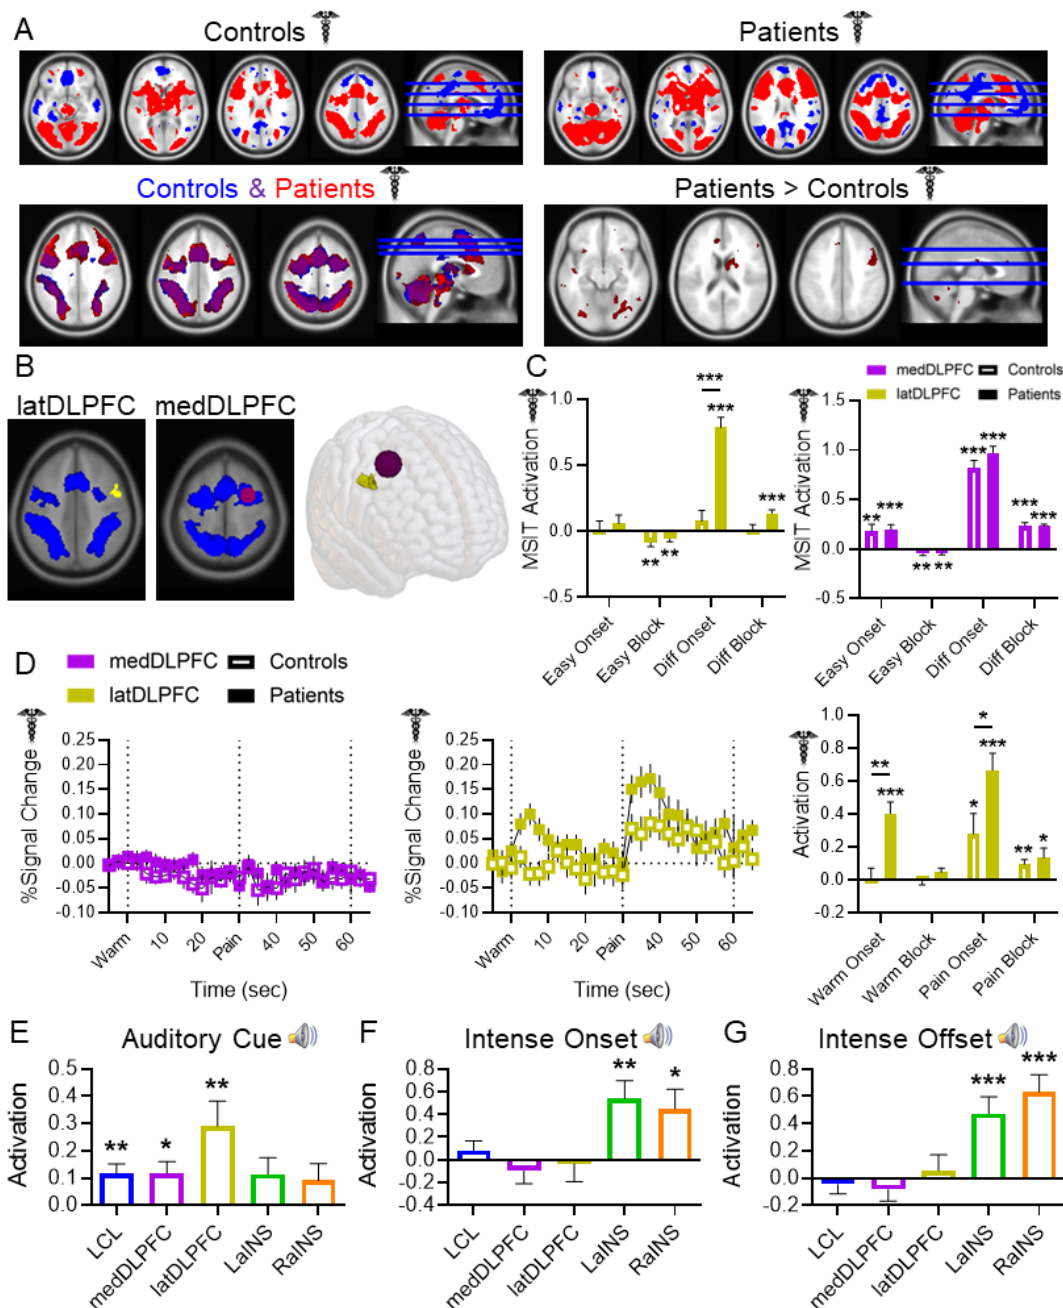 A
Controls
Patients
Controls & Patients
Patients > Controls
B
latDLPFC
medDLPFC
C
MSIT Activation
1.0
0.5
0.0
-0.5
***
***
**
**
***
Easy Onset
Easy Block
Diff Onset
Diff Block
medDLPFC
Controls
latDLPFC
Patients
MSIT Activation
1.5
1.0
0.5
0.0
-0.5
**
***
**
**
***
***
***
***
Easy Onset
Easy Block
Diff Onset
Diff Block
D
medDLPFC
Controls
latDLPFC
Patients
%Signal Change
0.25
0.20
0.15
0.10
0.05
0.00
-0.05
-0.10
Warm
10
20
Pain
40
50
60
Time (sec)
%Signal Change
0.25
0.20
0.15
0.10
0.05
0.00
-0.05
-0.10
Warm
10
20
Pain
40
50
60
Time (sec)
Activation
1.0
0.8
0.6
0.4
0.2
0.0
-0.2
**
***
*
*
***
**
*
Warm Onset
Warm Block
Pain Onset
Pain Block
E
Auditory Cue
Activation
0.5
0.4
0.3
0.2
0.1
0.0
**
*
**
LCL
medDLPFC
latDLPFC
LaINS
RaINS
F
Intense Onset
Activation
0.8
0.6
0.4
0.2
0.0
-0.2
-0.4
**
*
LCL
medDLPFC
latDLPFC
LaINS
RaINS
G
Intense Offset
Activation
0.8
0.6
0.4
0.2
0.0
-0.2
***
***
LCL
medDLPFC
latDLPFC
LaINS
RaINS